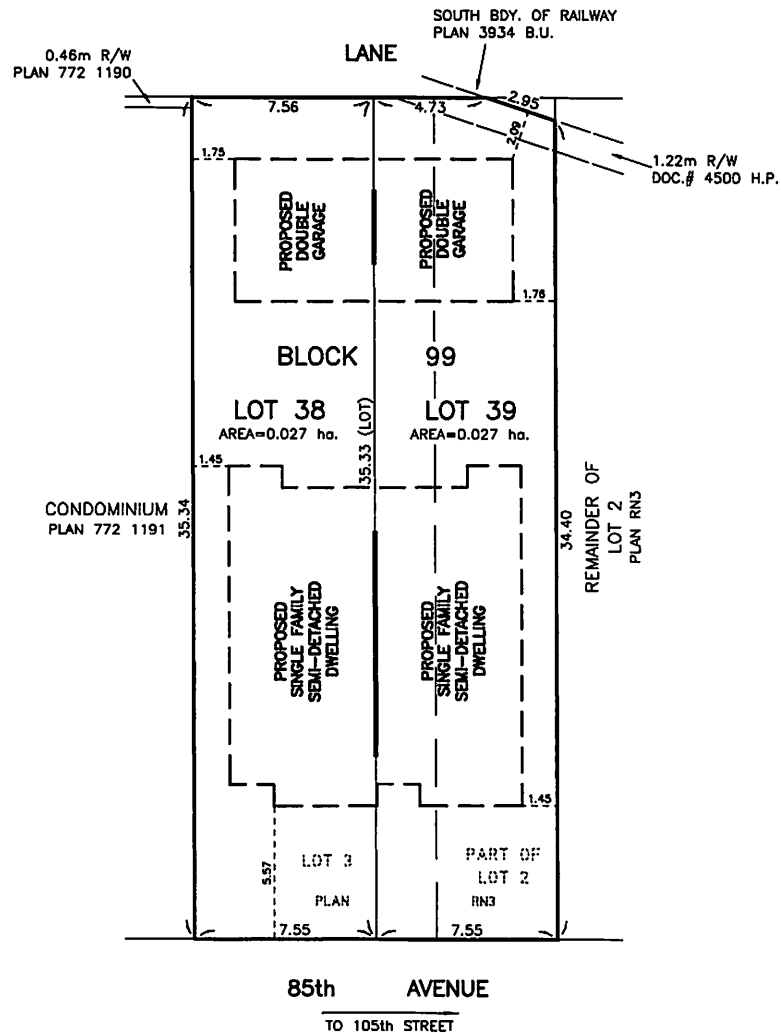 SOUTH BDY. OF RAILWAY
PLAN 3934 B.U.
0.46m R/W
PLAN 772 1190
LANE
7.56
4.73
2.95
2.09
1.22m R/W
DOC.# 4500 H.P.
1.75
PROPOSED
DOUBLE
GARAGE
PROPOSED
DOUBLE
GARAGE
1.76
BLOCK 99
LOT 38
AREA=0.027 ha.
35.33 (LOT)
LOT 39
AREA=0.027 ha.
1.45
CONDOMINIUM
PLAN 772 1191
35.34
34.40
REMAINDER OF
LOT 2
PLAN RN3
PROPOSED
SINGLE FAMILY
SEMI-DETACHED
DWELLING
PROPOSED
SINGLE FAMILY
SEMI-DETACHED
DWELLING
1.45
5.57
LOT 3
PART OF
LOT 2
PLAN RN3
7.55
7.55
85th AVENUE
TO 105th STREET